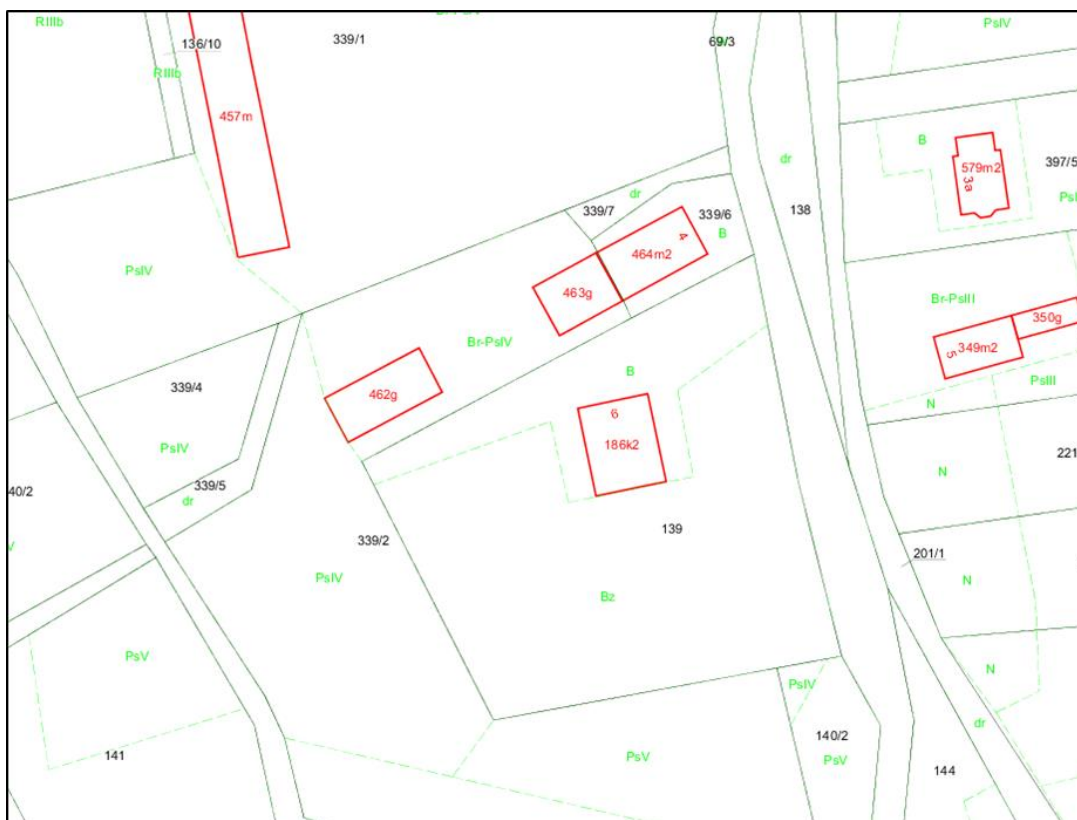 RIIIb
136/10
339/1
69/3
PsIV
RIIIb
457m
dr
B
579m2
3a
397/5
138
339/7
dr
339/6
B
4
464m2
463g
PsIV
Br-PsIV
Br-PsIII
350g
349m2
5
PsIII
N
462g
339/4
B
6
186k2
PsIV
339/5
dr
40/2
339/2
139
N
221
201/1
PsIV
Bz
N
PsV
PsIV
N
141
PsV
140/2
PsV
dr
144